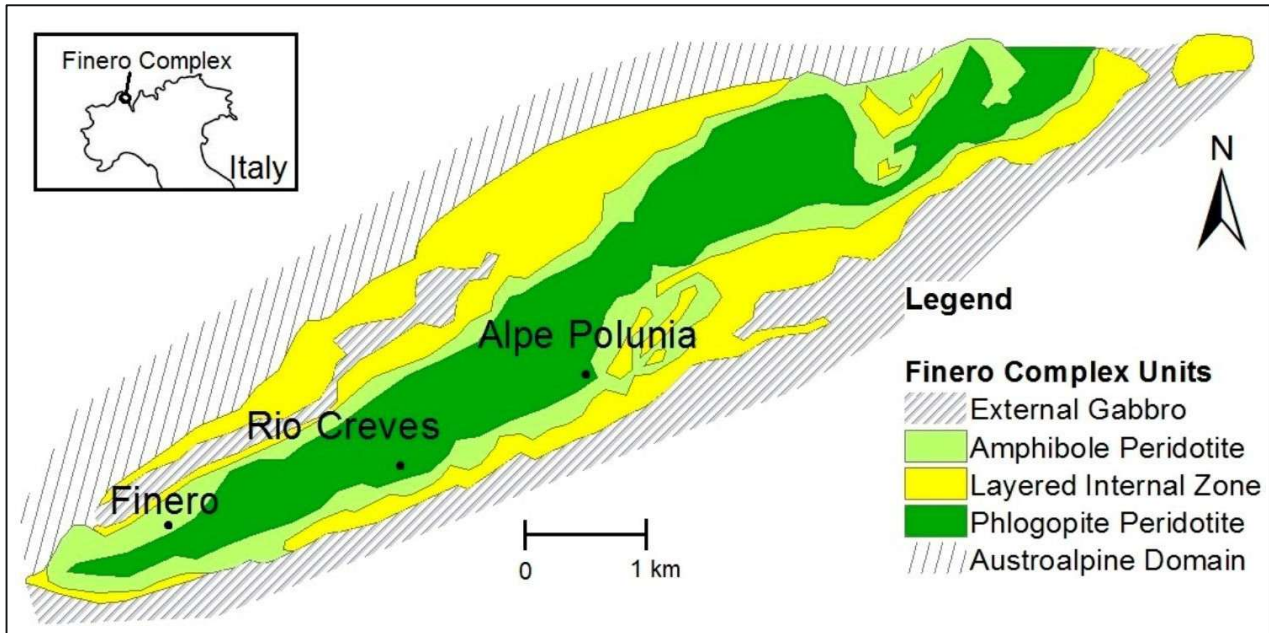 Finero Complex
Italy
N
Alpe Polunia
Rio Creves
Finero
0
1 km
Legend
Finero Complex Units
External Gabbro
Amphibole Peridotite
Layered Internal Zone
Phlogopite Peridotite
Austroalpine Domain